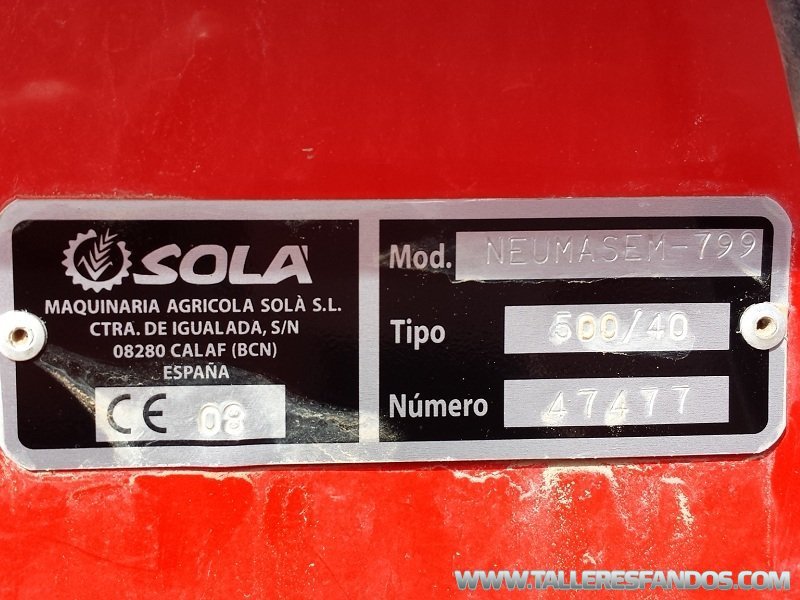 SOLÀ
MAQUINARIA AGRICOLA SOLÀ S.L.
CTRA. DE IGUALADA, S/N
08280 CALAF (BCN)
ESPAÑA
CE 08
Mod. NEUMASEM-799
Tipo 500/40
Número 47477
WWW.TALLERESFANDOS.COM